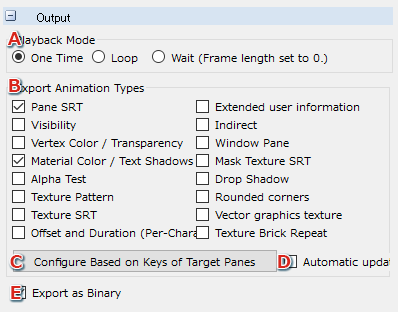 Output
A Playback Mode
One Time Loop Wait (Frame length set to 0.)
B Export Animation Types
Pane SRT Extended user information
Visibility Indirect
Vertex Color / Transparency Window Pane
Material Color / Text Shadows Mask Texture SRT
Alpha Test Drop Shadow
Texture Pattern Rounded corners
Texture SRT Vector graphics texture
Offset and Duration (Per-Chara Texture Brick Repeat
C Configure Based on Keys of Target Panes D Automatic updat
E Export as Binary